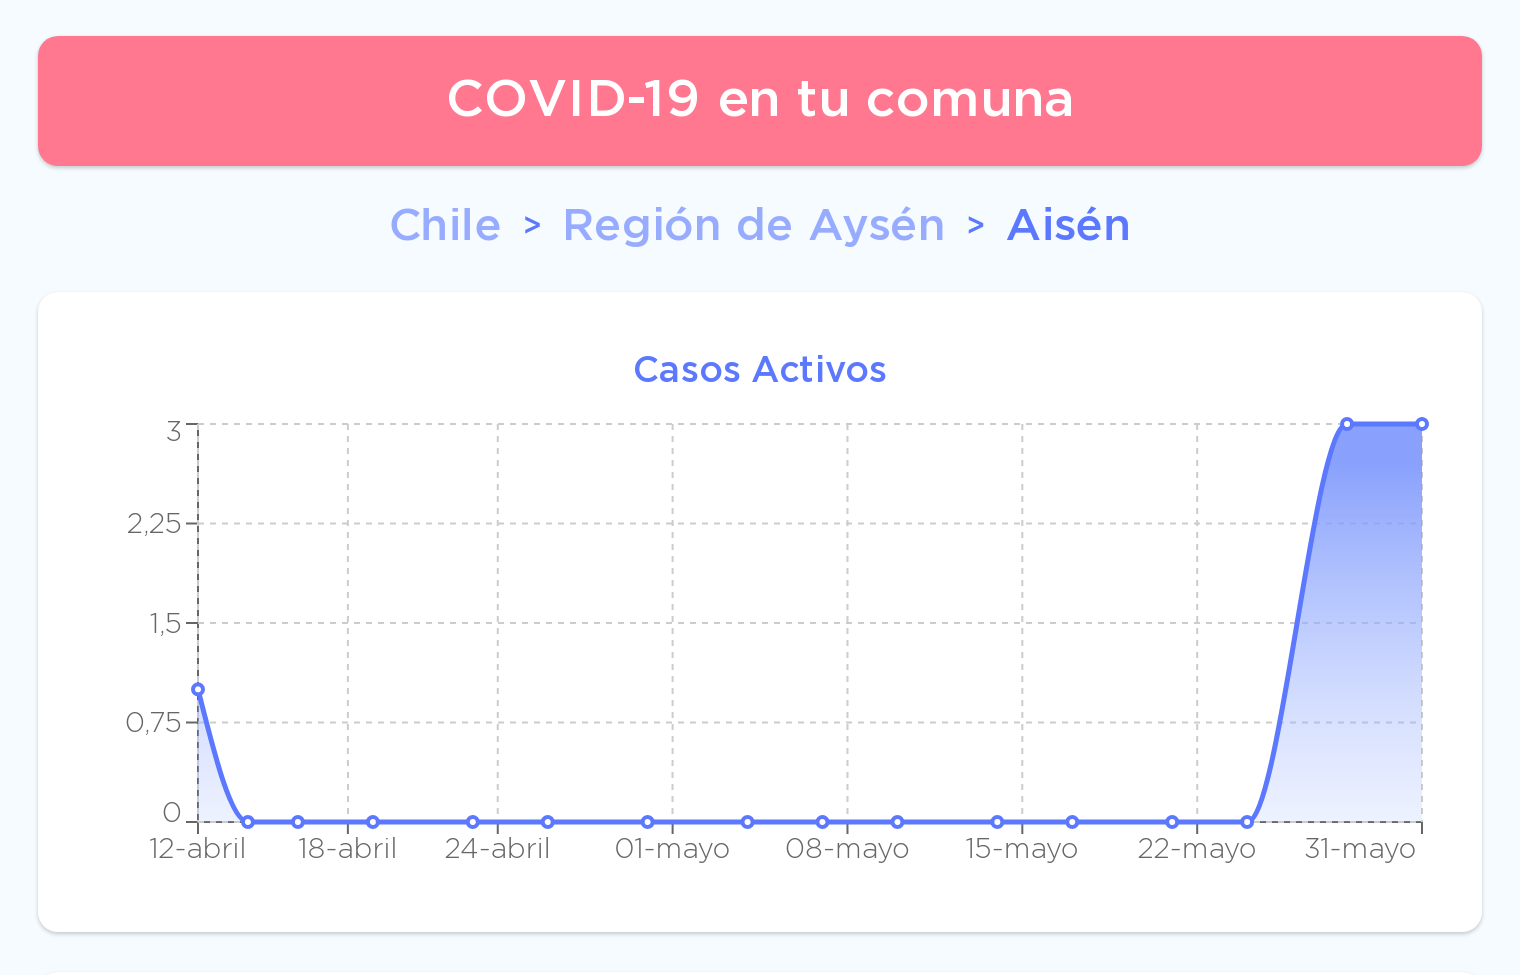 COVID-19 en tu comuna
Chile > Región de Aysén > Aisén
Casos Activos
3
2,25
1,5
0,75
0
12-abril 18-abril 24-abril 01-mayo 08-mayo 15-mayo 22-mayo 31-mayo